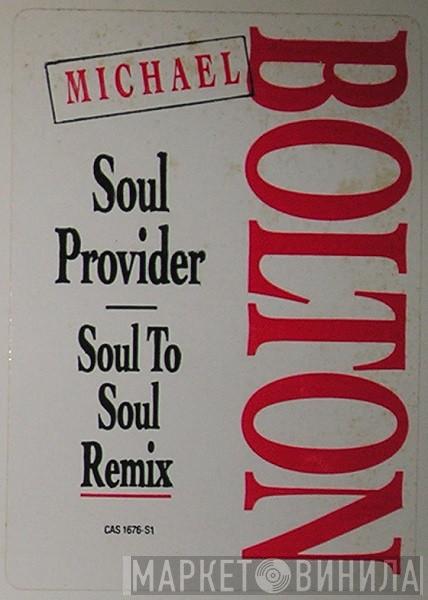 MICHAEL
BOLTON
Soul
Provider
Soul To
Soul
Remix
CAS 1676-S1
МАРКЕТ ВИНИЛА